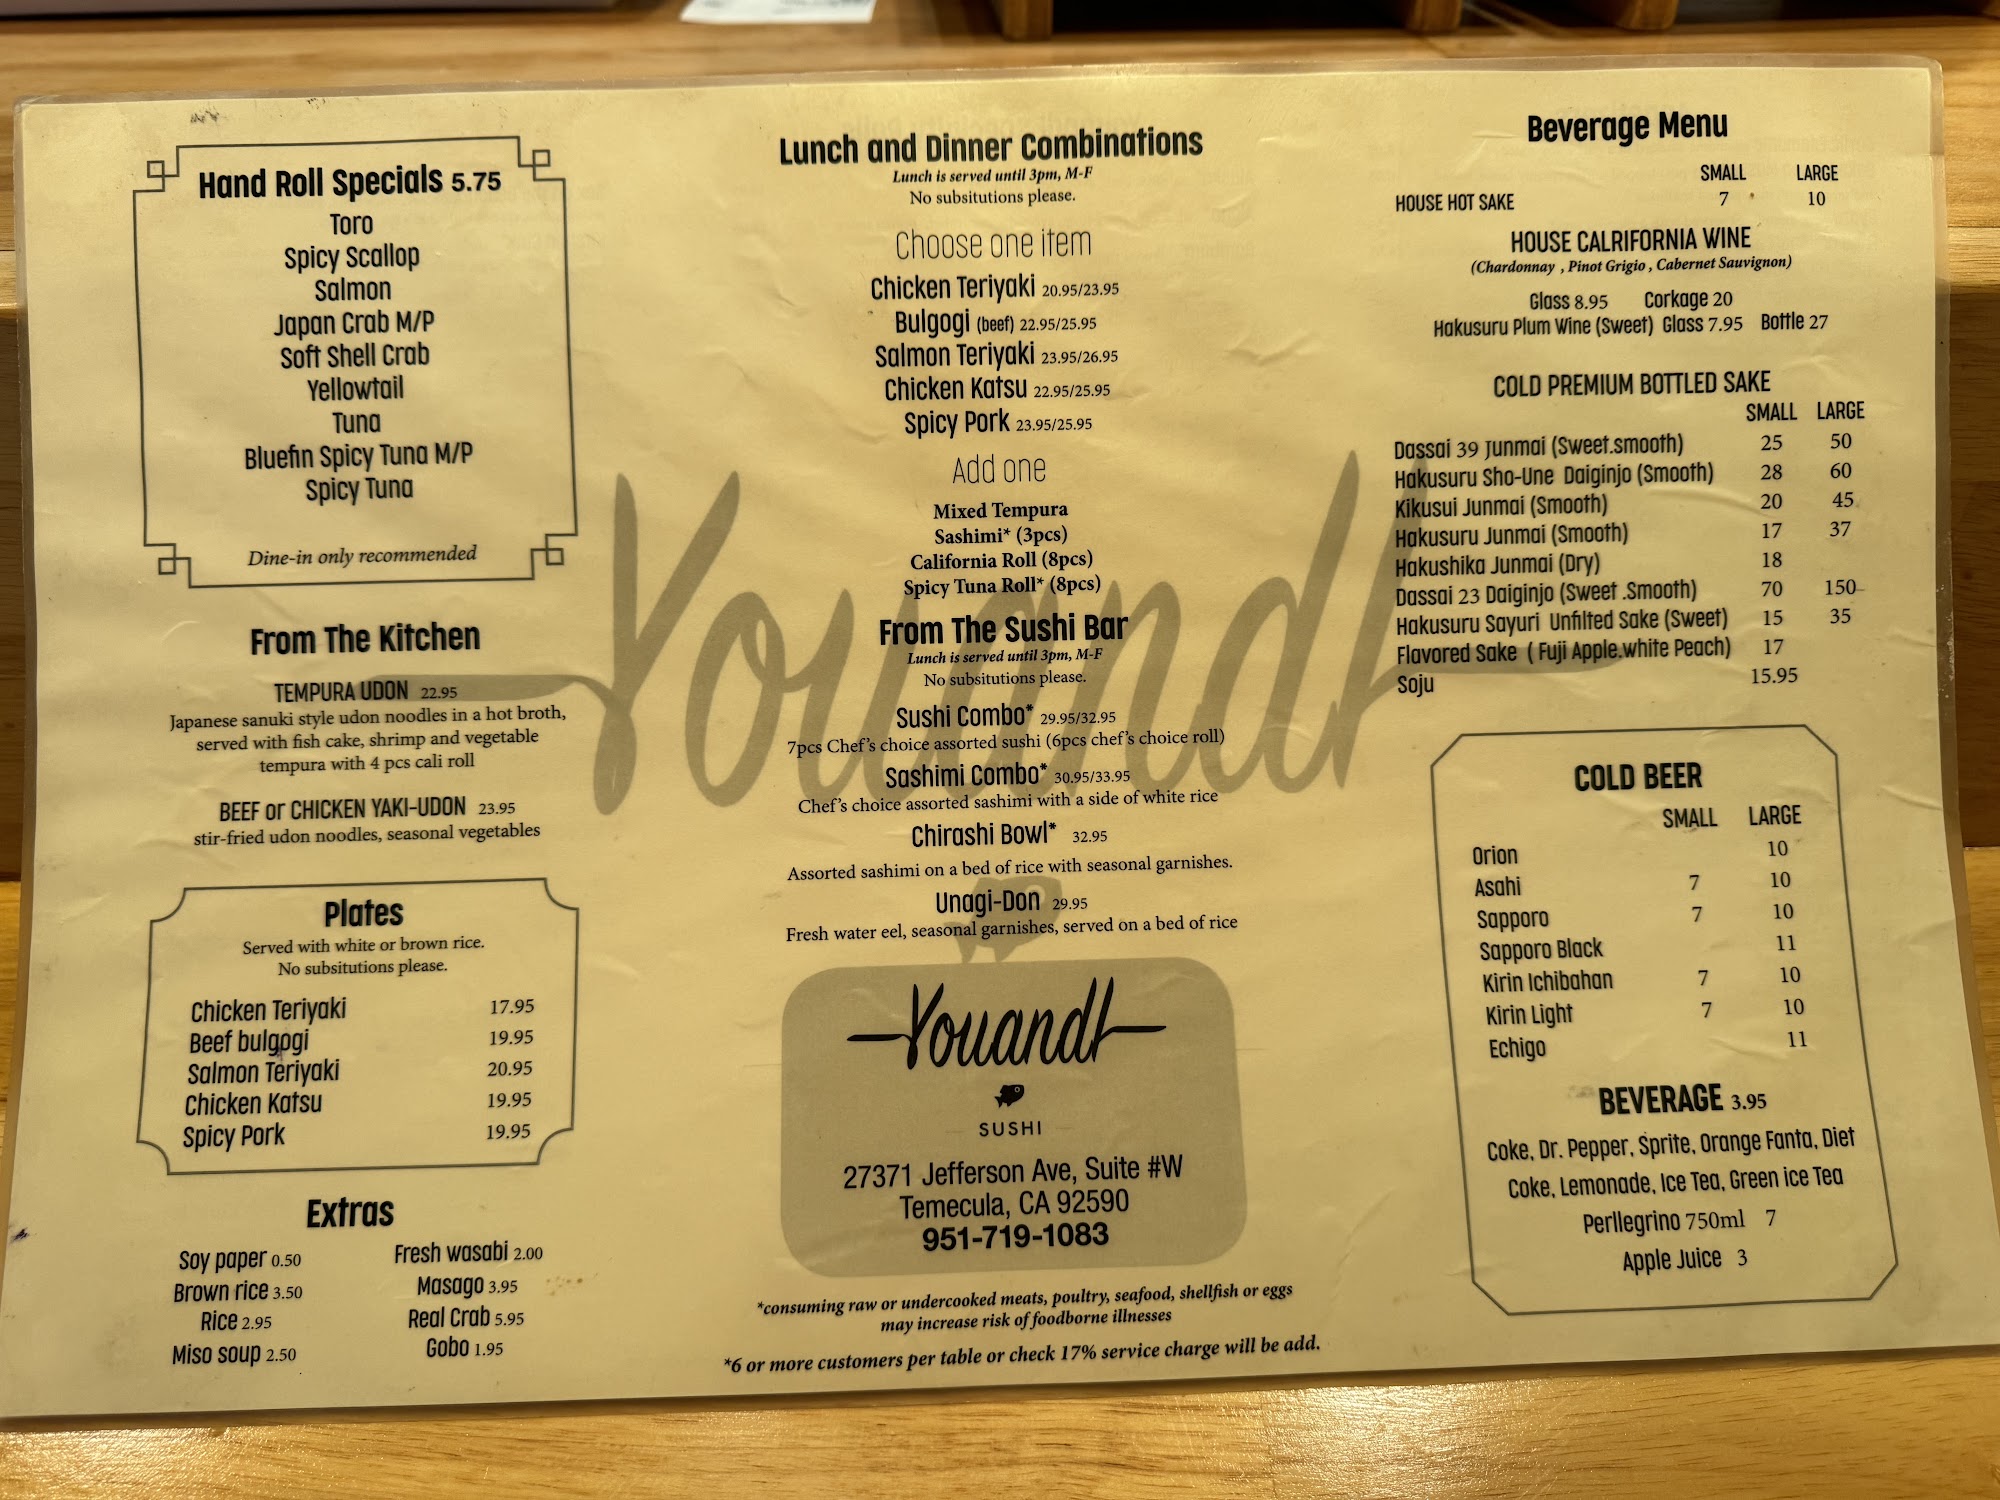 Hand Roll Specials 5.75
Toro
Spicy Scallop
Salmon
Japan Crab M/P
Soft Shell Crab
Yellowtail
Tuna
Bluefin Spicy Tuna M/P
Spicy Tuna
Dine-in only recommended
From The Kitchen
TEMPURA UDON 22.95
Japanese sanuki style udon noodles in a hot broth,
served with fish cake, shrimp and vegetable
tempura with 4 pcs cali roll
BEEF or CHICKEN YAKI-UDON 23.95
stir-fried udon noodles, seasonal vegetables
Plates
Served with white or brown rice.
No subsitutions please.
Chicken Teriyaki 17.95
Beef bulgogi 19.95
Salmon Teriyaki 20.95
Chicken Katsu 19.95
Spicy Pork 19.95
Extras
Soy paper 0.50 Fresh wasabi 2.00
Brown rice 3.50 Masago 3.95
Rice 2.95 Real Crab 5.95
Miso soup 2.50 Gobo 1.95
Lunch and Dinner Combinations
Lunch is served until 3pm, M-F
No subsitutions please.
Choose one item
Chicken Teriyaki 20.95/23.95
Bulgogi (beef) 22.95/25.95
Salmon Teriyaki 23.95/26.95
Chicken Katsu 22.95/25.95
Spicy Pork 23.95/25.95
Add one
Mixed Tempura
Sashimi* (3pcs)
California Roll (8pcs)
Spicy Tuna Roll* (8pcs)
YouandI
From The Sushi Bar
Lunch is served until 3pm, M-F
No subsitutions please.
Sushi Combo* 29.95/32.95
7pcs Chef's choice assorted sushi (6pcs chef's choice roll)
Sashimi Combo* 30.95/33.95
Chef's choice assorted sashimi with a side of white rice
Chirashi Bowl* 32.95
Assorted sashimi on a bed of rice with seasonal garnishes.
Unagi-Don 29.95
Fresh water eel, seasonal garnishes, served on a bed of rice
YouandI
SUSHI
27371 Jefferson Ave, Suite #W
Temecula, CA 92590
951-719-1083
*consuming raw or undercooked meats, poultry, seafood, shellfish or eggs
may increase risk of foodborne illnesses
*6 or more customers per table or check 17% service charge will be add.
Beverage Menu
SMALL LARGE
HOUSE HOT SAKE 7 10
HOUSE CALRIFORNIA WINE
(Chardonnay , Pinot Grigio , Cabernet Sauvignon)
Glass 8.95 Corkage 20
Hakusuru Plum Wine (Sweet) Glass 7.95 Bottle 27
COLD PREMIUM BOTTLED SAKE
SMALL LARGE
Dassai 39 Junmai (Sweet.smooth) 25 50
Hakusuru Sho-Une Daiginjo (Smooth) 28 60
Kikusui Junmai (Smooth) 20 45
Hakusuru Junmai (Smooth) 17 37
Hakushika Junmai (Dry) 18
Dassai 23 Daiginjo (Sweet .Smooth) 70 150
Hakusuru Sayuri Unfilted Sake (Sweet) 15 35
Flavored Sake ( Fuji Apple.white Peach) 17
Soju 15.95
COLD BEER
SMALL LARGE
Orion 10
Asahi 7 10
Sapporo 7 10
Sapporo Black 11
Kirin Ichibahan 7 10
Kirin Light 7 10
Echigo 11
BEVERAGE 3.95
Coke, Dr. Pepper, Sprite, Orange Fanta, Diet
Coke, Lemonade, Ice Tea, Green ice Tea
Perllegrino 750ml 7
Apple Juice 3